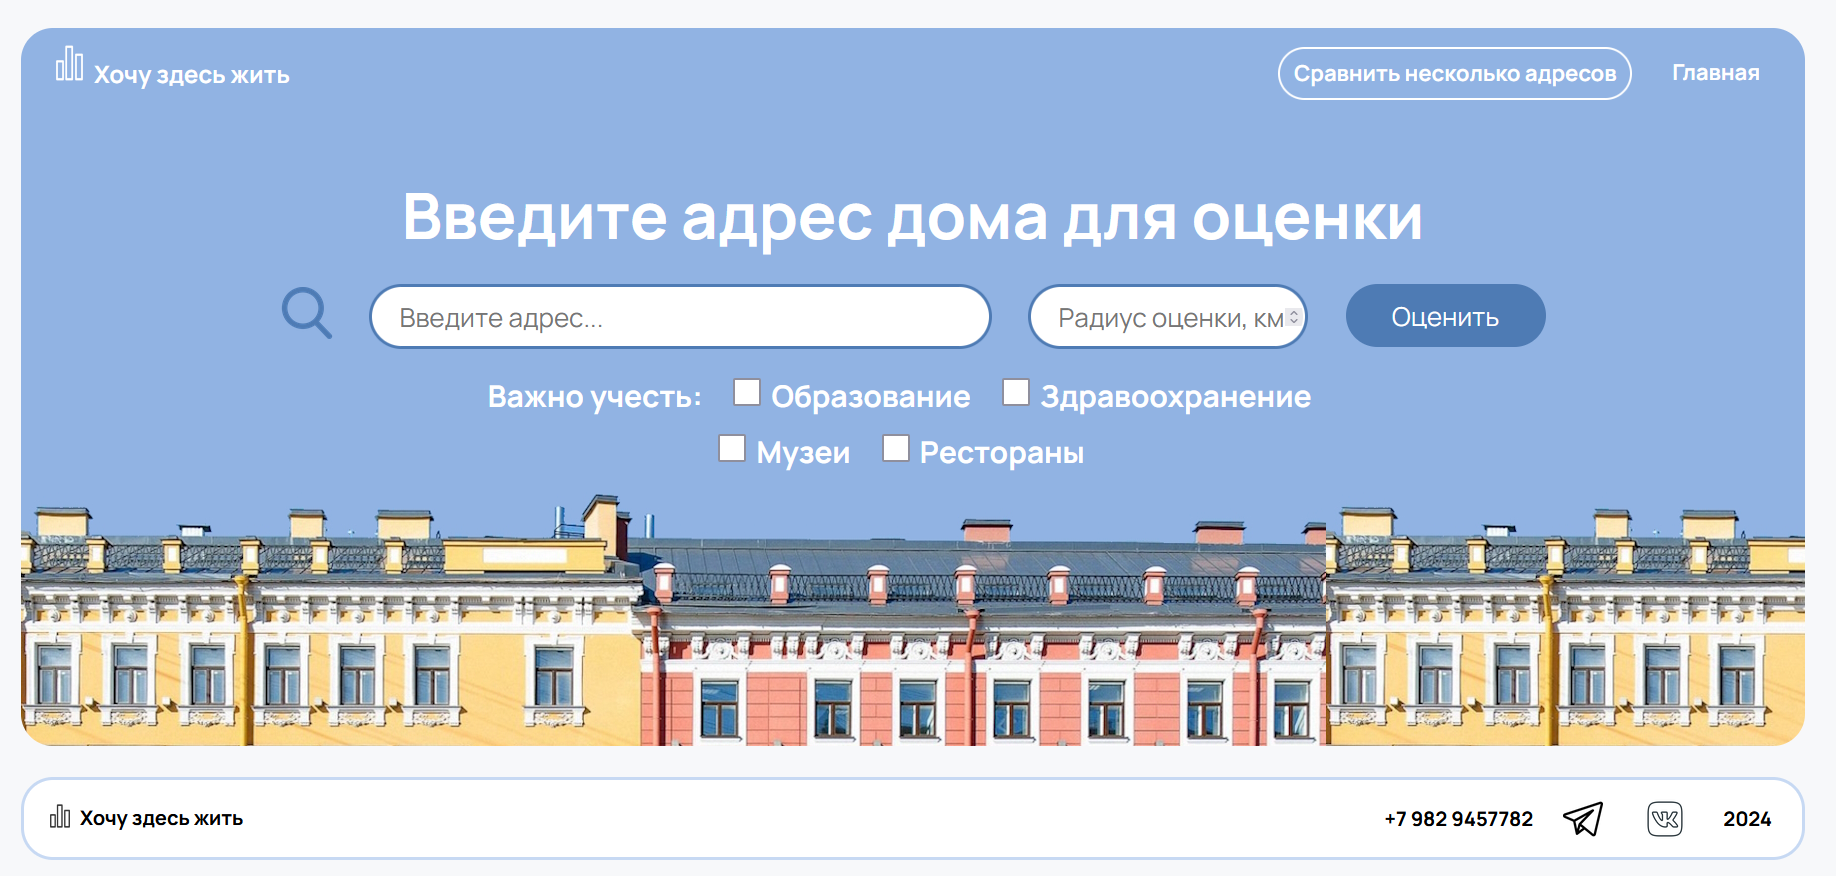 Хочу здесь жить
Сравнить несколько адресов
Главная
Введите адрес дома для оценки
Введите адрес...
Радиус оценки, км
Оценить
Важно учесть: Образование Здравоохранение
Музеи Рестораны
Хочу здесь жить
+7 982 9457782
2024